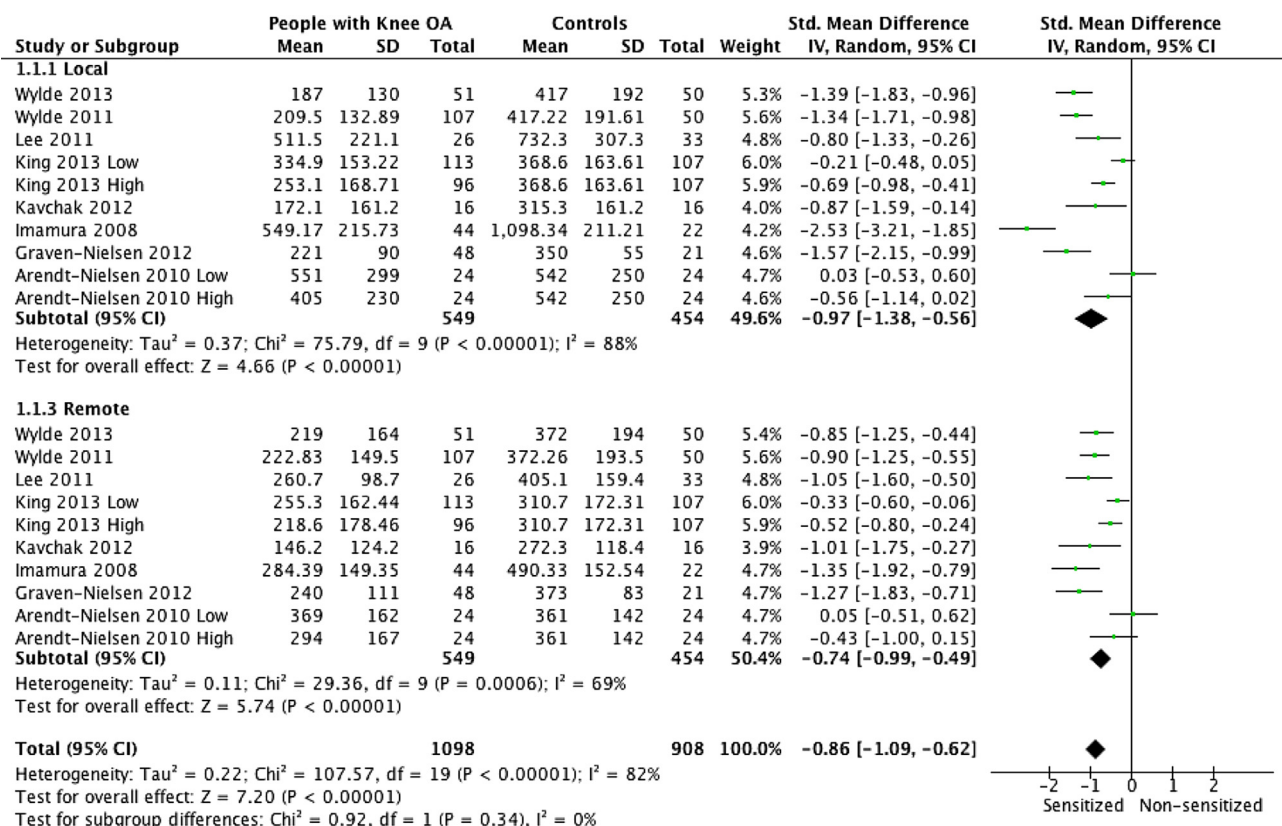 People with Knee OA Controls Std. Mean Difference Std. Mean Difference
Study or Subgroup Mean SD Total Mean SD Total Weight IV, Random, 95% CI IV, Random, 95% CI
1.1.1 Local
Wylde 2013 187 130 51 417 192 50 5.3% -1.39 [-1.83, -0.96]
Wylde 2011 209.5 132.89 107 417.22 191.61 50 5.6% -1.34 [-1.71, -0.98]
Lee 2011 511.5 221.1 26 732.3 307.3 33 4.8% -0.80 [-1.33, -0.26]
King 2013 Low 334.9 153.22 113 368.6 163.61 107 6.0% -0.21 [-0.48, 0.05]
King 2013 High 253.1 168.71 96 368.6 163.61 107 5.9% -0.69 [-0.98, -0.41]
Kavchak 2012 172.1 161.2 16 315.3 161.2 16 4.0% -0.87 [-1.59, -0.14]
Imamura 2008 549.17 215.73 44 1,098.34 211.21 22 4.2% -2.53 [-3.21, -1.85]
Graven-Nielsen 2012 221 90 48 350 55 21 4.6% -1.57 [-2.15, -0.99]
Arendt-Nielsen 2010 Low 551 299 24 542 250 24 4.7% 0.03 [-0.53, 0.60]
Arendt-Nielsen 2010 High 405 230 24 542 250 24 4.6% -0.56 [-1.14, 0.02]
Subtotal (95% CI) 549 454 49.6% -0.97 [-1.38, -0.56]
Heterogeneity: Tau² = 0.37; Chi² = 75.79, df = 9 (P < 0.00001); I² = 88%
Test for overall effect: Z = 4.66 (P < 0.00001)
1.1.3 Remote
Wylde 2013 219 164 51 372 194 50 5.4% -0.85 [-1.25, -0.44]
Wylde 2011 222.83 149.5 107 372.26 193.5 50 5.6% -0.90 [-1.25, -0.55]
Lee 2011 260.7 98.7 26 405.1 159.4 33 4.8% -1.05 [-1.60, -0.50]
King 2013 Low 255.3 162.44 113 310.7 172.31 107 6.0% -0.33 [-0.60, -0.06]
King 2013 High 218.6 178.46 96 310.7 172.31 107 5.9% -0.52 [-0.80, -0.24]
Kavchak 2012 146.2 124.2 16 272.3 118.4 16 3.9% -1.01 [-1.75, -0.27]
Imamura 2008 284.39 149.35 44 490.33 152.54 22 4.7% -1.35 [-1.92, -0.79]
Graven-Nielsen 2012 240 111 48 373 83 21 4.7% -1.27 [-1.83, -0.71]
Arendt-Nielsen 2010 Low 369 162 24 361 142 24 4.7% 0.05 [-0.51, 0.62]
Arendt-Nielsen 2010 High 294 167 24 361 142 24 4.7% -0.43 [-1.00, 0.15]
Subtotal (95% CI) 549 454 50.4% -0.74 [-0.99, -0.49]
Heterogeneity: Tau² = 0.11; Chi² = 29.36, df = 9 (P = 0.0006); I² = 69%
Test for overall effect: Z = 5.74 (P < 0.00001)
Total (95% CI) 1098 908 100.0% -0.86 [-1.09, -0.62]
Heterogeneity: Tau² = 0.22; Chi² = 107.57, df = 19 (P < 0.00001); I² = 82%
Test for overall effect: Z = 7.20 (P < 0.00001)
Test for subgroup differences: Chi² = 0.92, df = 1 (P = 0.34), I² = 0%
-2 -1 0 1 2
Sensitized Non-sensitized